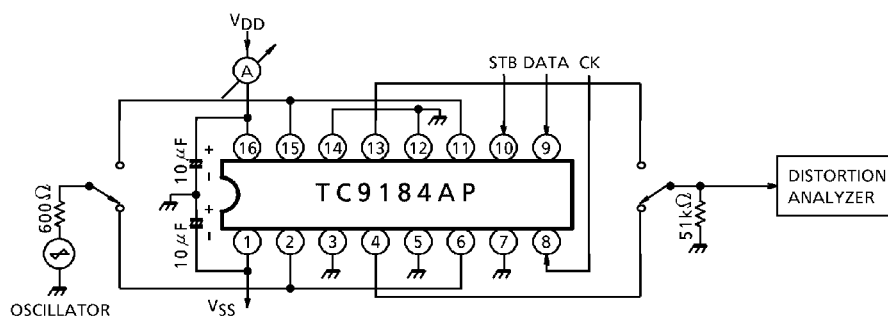 VDD
A
STB DATA CK
16 15 14 13 12 11 10 9
10μF + -
10μF + -
TC9184AP
600Ω
OSCILLATOR
1 2 3 4 5 6 7 8
VSS
51kΩ
DISTORTION
ANALYZER